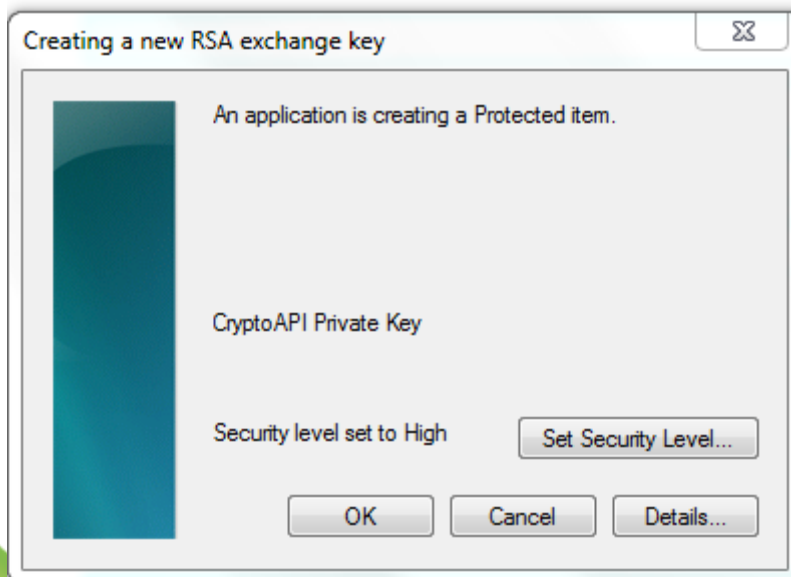 Creating a new RSA exchange key
An application is creating a Protected item.
CryptoAPI Private Key
Security level set to High
Set Security Level...
OK
Cancel
Details...